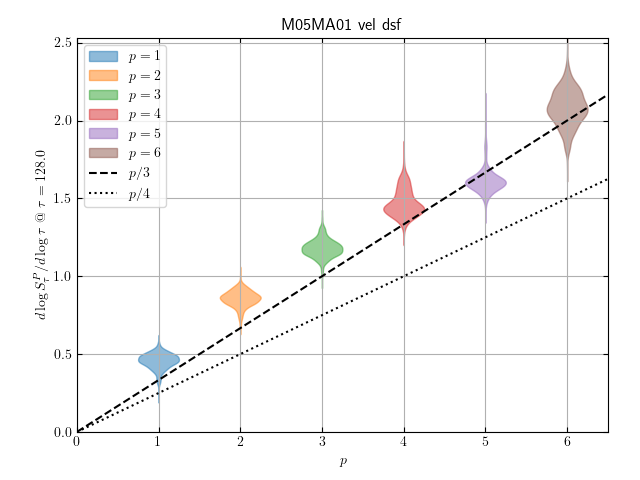 M05MA01 vel dsf
2.5
2.0
1.5
1.0
0.5
0.0
d log S_τ^P / d log τ @ τ = 128.0
p = 1
p = 2
p = 3
p = 4
p = 5
p = 6
p/3
p/4
0 1 2 3 4 5 6
p